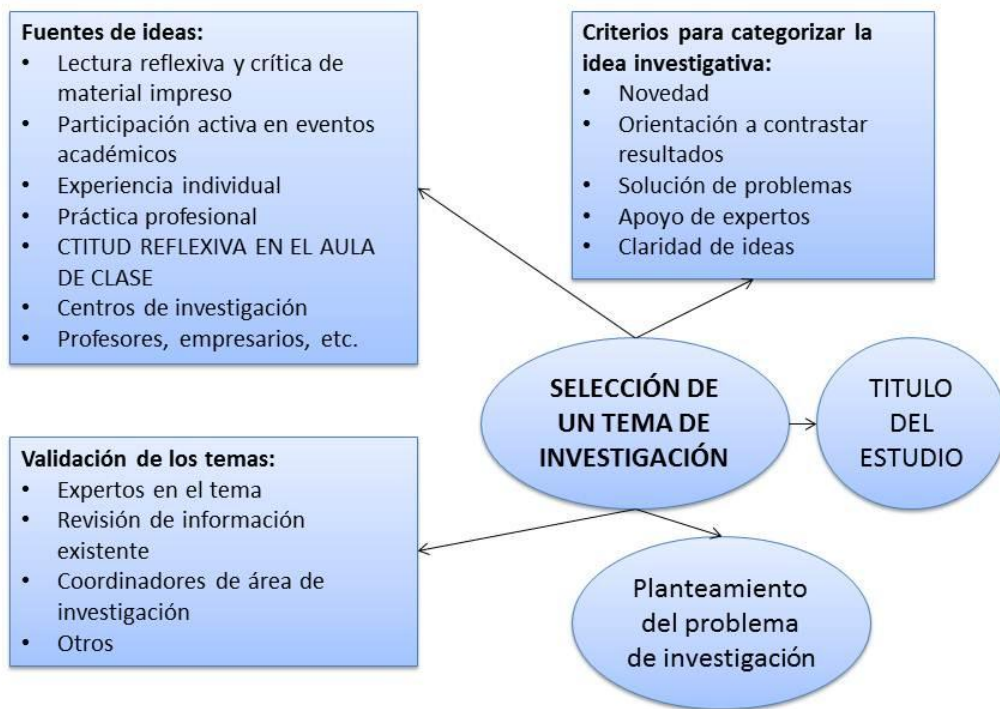 Fuentes de ideas:
• Lectura reflexiva y crítica de
material impreso
• Participación activa en eventos
académicos
• Experiencia individual
• Práctica profesional
• CTITUD REFLEXIVA EN EL AULA
DE CLASE
• Centros de investigación
• Profesores, empresarios, etc.
Criterios para categorizar la
idea investigativa:
• Novedad
• Orientación a contrastar
resultados
• Solución de problemas
• Apoyo de expertos
• Claridad de ideas
SELECCIÓN DE
UN TEMA DE
INVESTIGACIÓN
TITULO
DEL
ESTUDIO
Validación de los temas:
• Expertos en el tema
• Revisión de información
existente
• Coordinadores de área de
investigación
• Otros
Planteamiento
del problema
de investigación